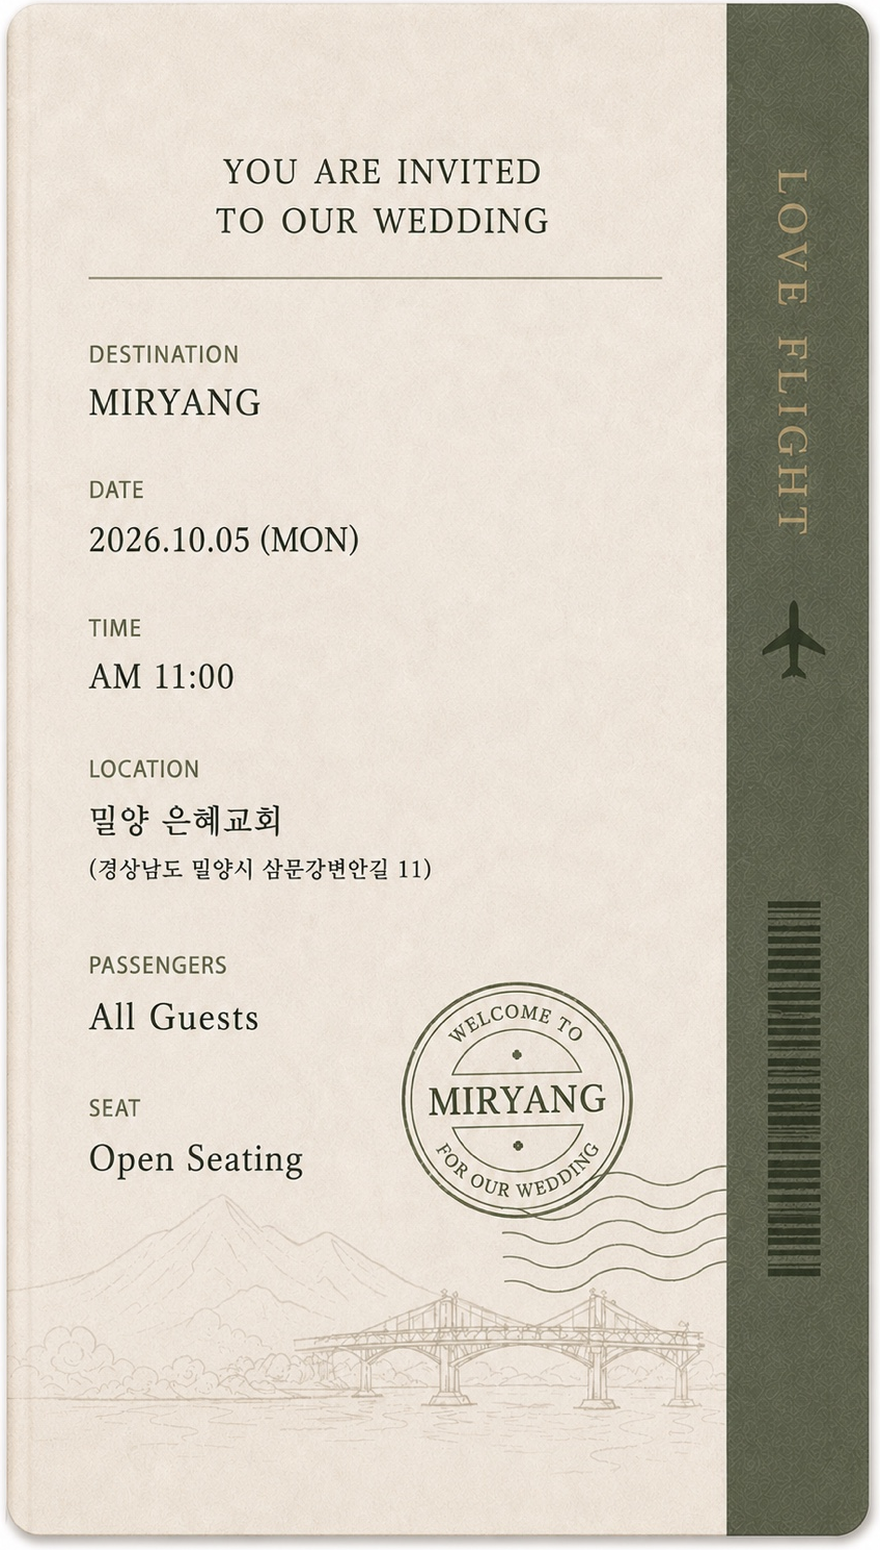 YOU ARE INVITED
TO OUR WEDDING
DESTINATION
MIRYANG
DATE
2026.10.05 (MON)
TIME
AM 11:00
LOCATION
밀양 은혜교회
(경상남도 밀양시 삼문강변안길 11)
PASSENGERS
All Guests
SEAT
Open Seating
WELCOME TO
MIRYANG
FOR OUR WEDDING
LOVE FLIGHT